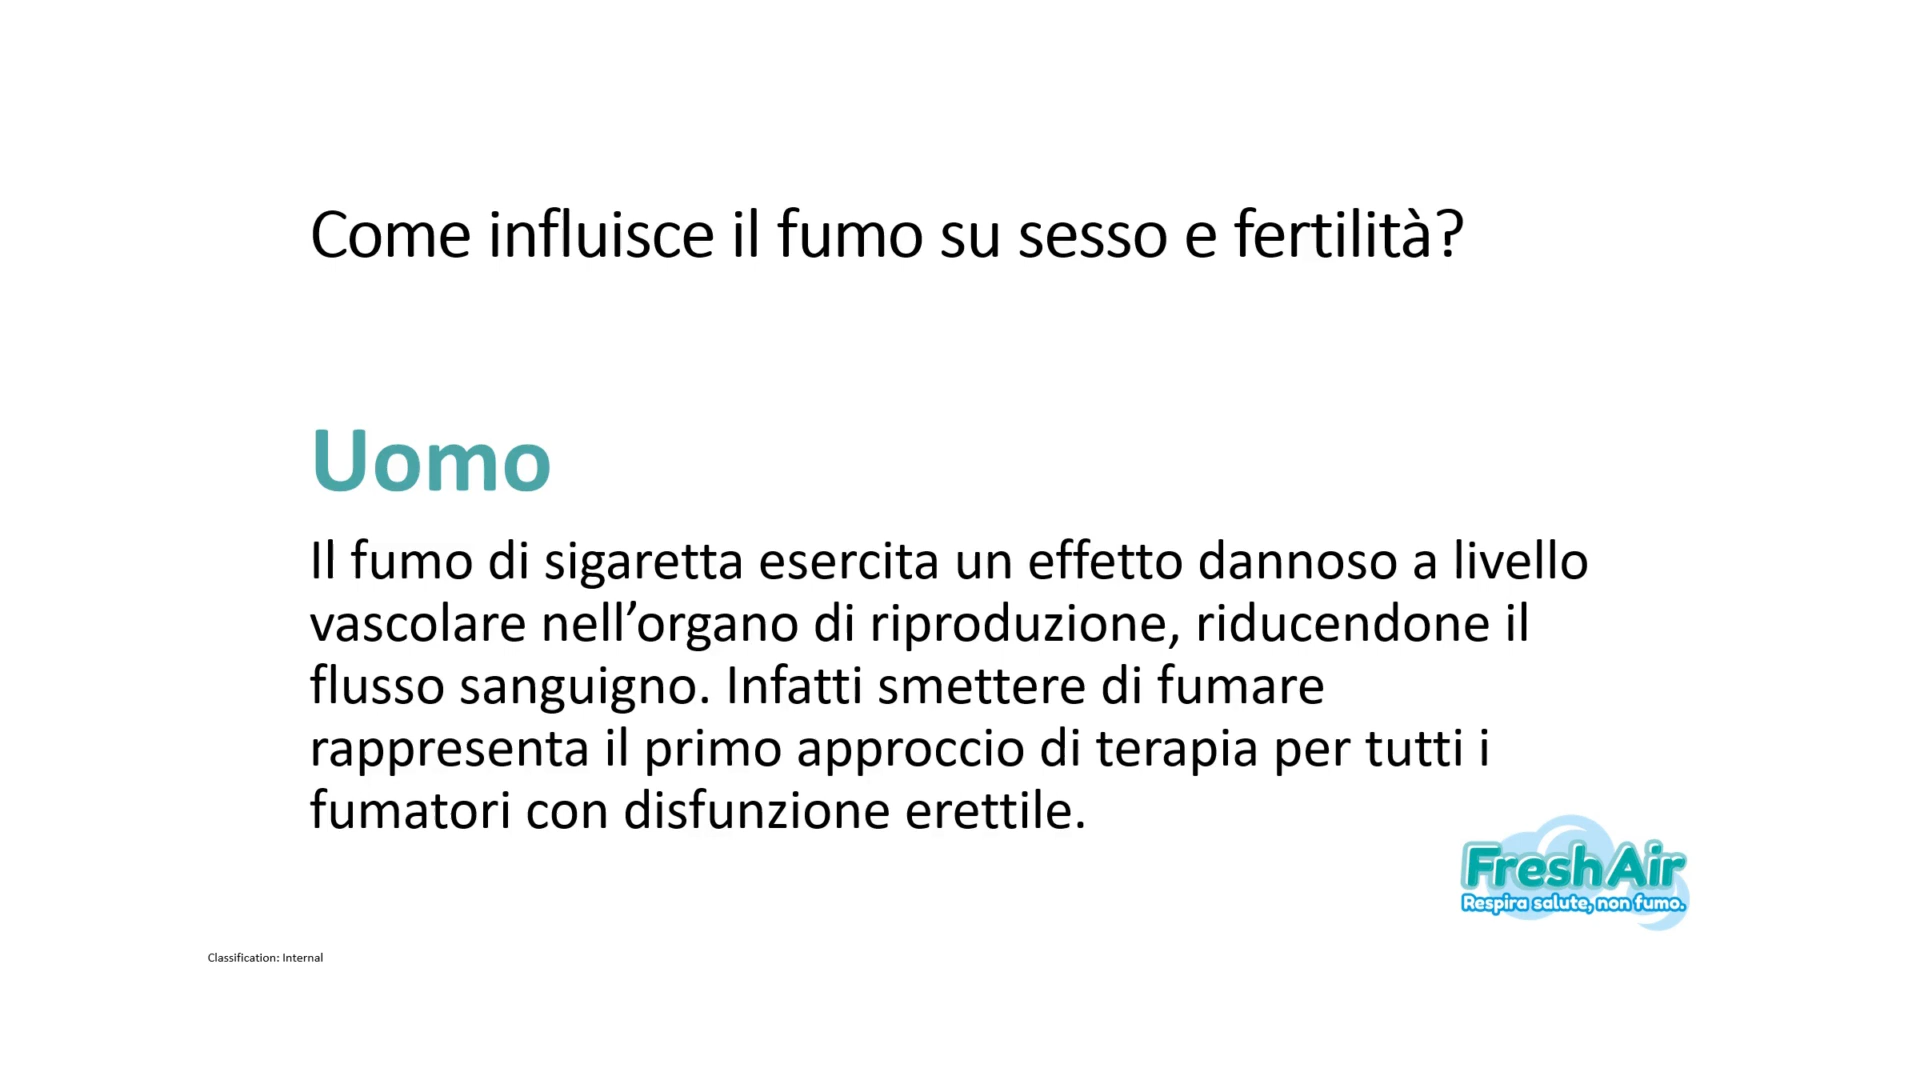 Come influisce il fumo su sesso e fertilità?
Uomo
Il fumo di sigaretta esercita un effetto dannoso a livello
vascolare nell’organo di riproduzione, riducendone il
flusso sanguigno. Infatti smettere di fumare
rappresenta il primo approccio di terapia per tutti i
fumatori con disfunzione erettile.
Fresh Air
Respira salute, non fumo.
Classification: Internal